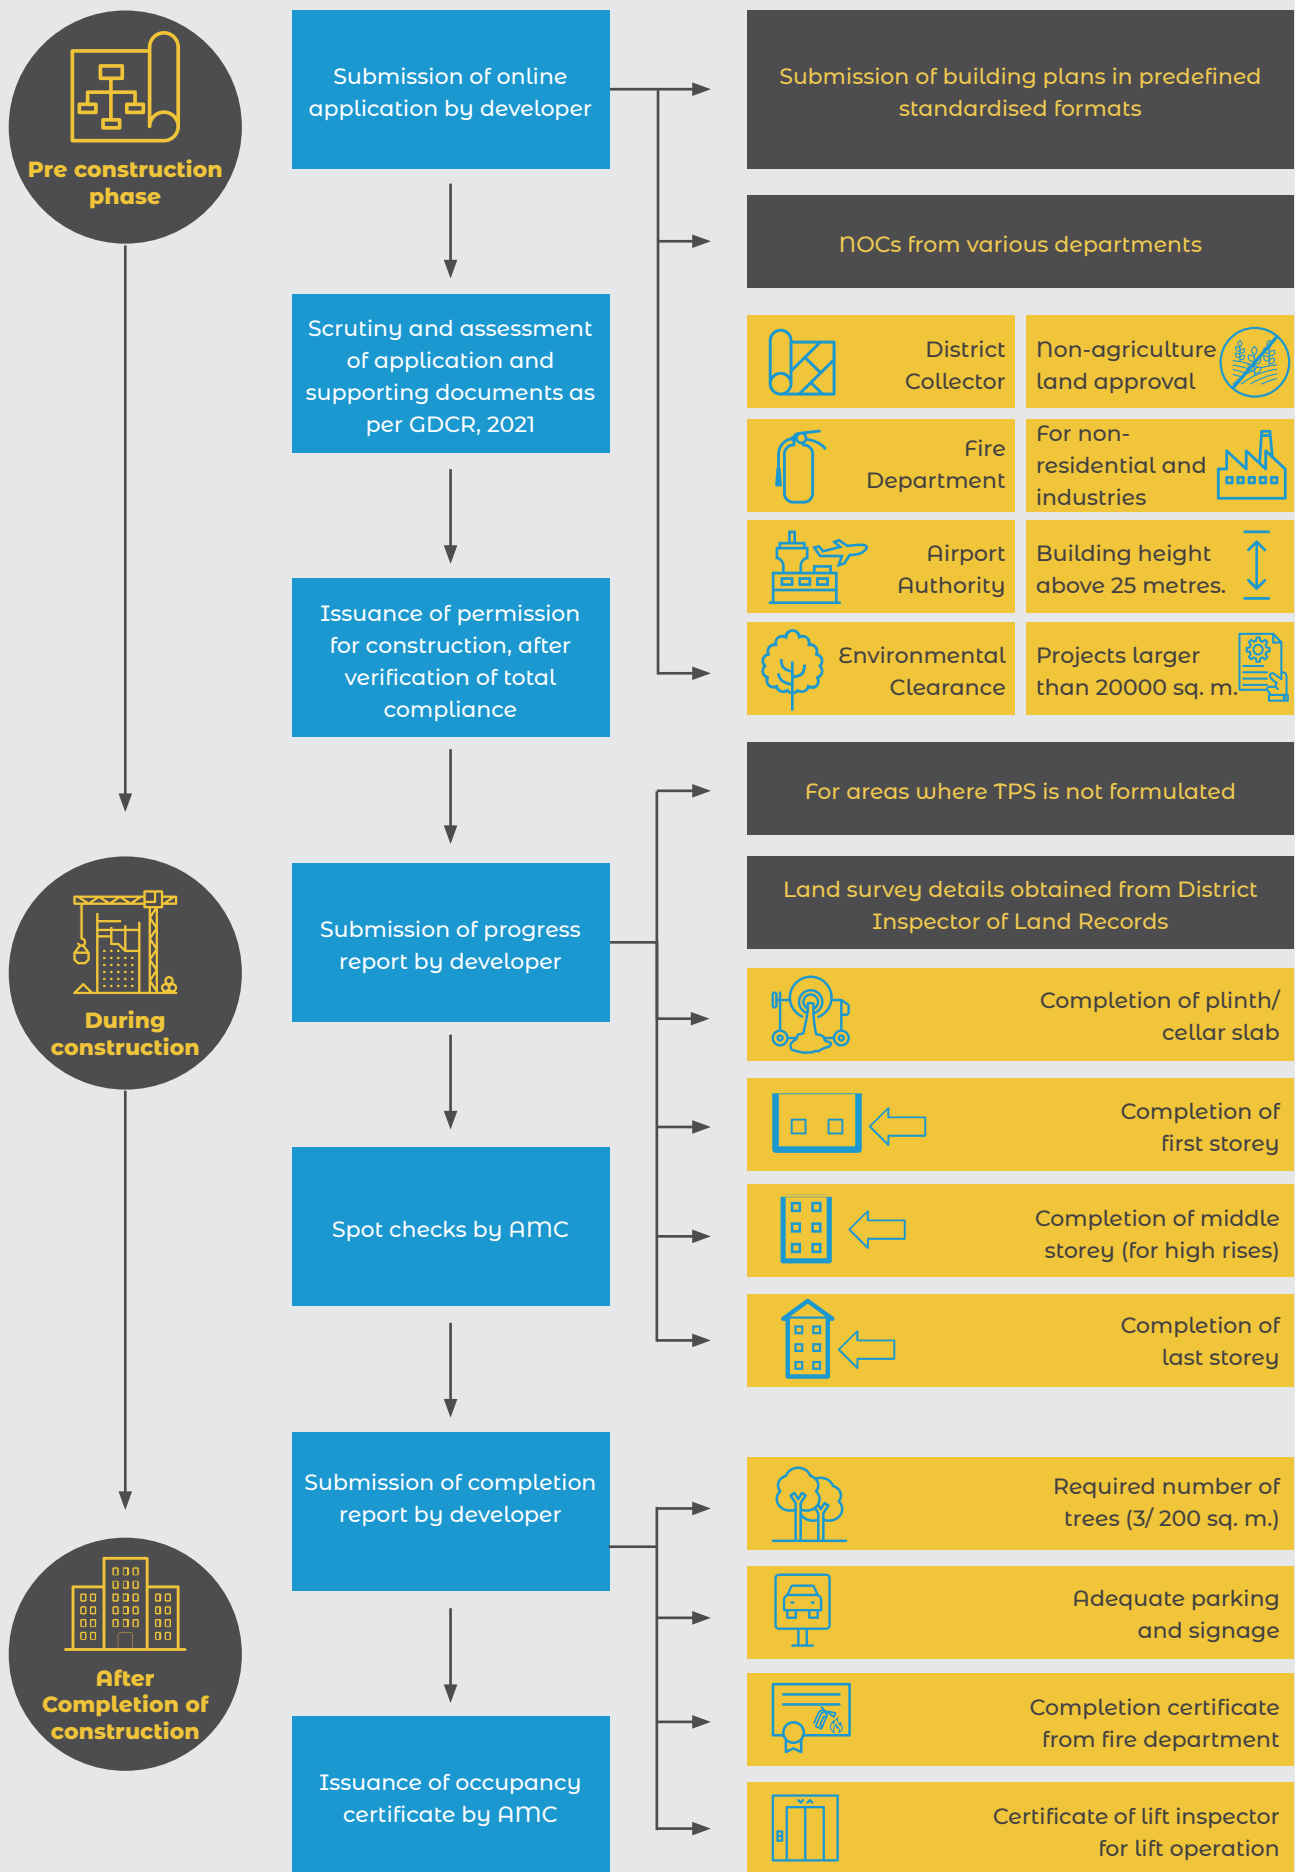 Pre construction
phase
Submission of online
application by developer
Submission of building plans in predefined
standardised formats
NOCs from various departments
Scrutiny and assessment
of application and
supporting documents as
per GDCR, 2021
District
Collector
Non-agriculture
land approval
Fire
Department
For non-
residential and
industries
Airport
Authority
Building height
above 25 metres.
Environmental
Clearance
Projects larger
than 20000 sq. m.
Issuance of permission
for construction, after
verification of total
compliance
For areas where TPS is not formulated
During
construction
Submission of progress
report by developer
Land survey details obtained from District
Inspector of Land Records
Completion of plinth/
cellar slab
Completion of
first storey
Spot checks by AMC
Completion of middle
storey (for high rises)
Completion of
last storey
After
Completion of
construction
Submission of completion
report by developer
Required number of
trees (3/ 200 sq. m.)
Adequate parking
and signage
Completion certificate
from fire department
Issuance of occupancy
certificate by AMC
Certificate of lift inspector
for lift operation